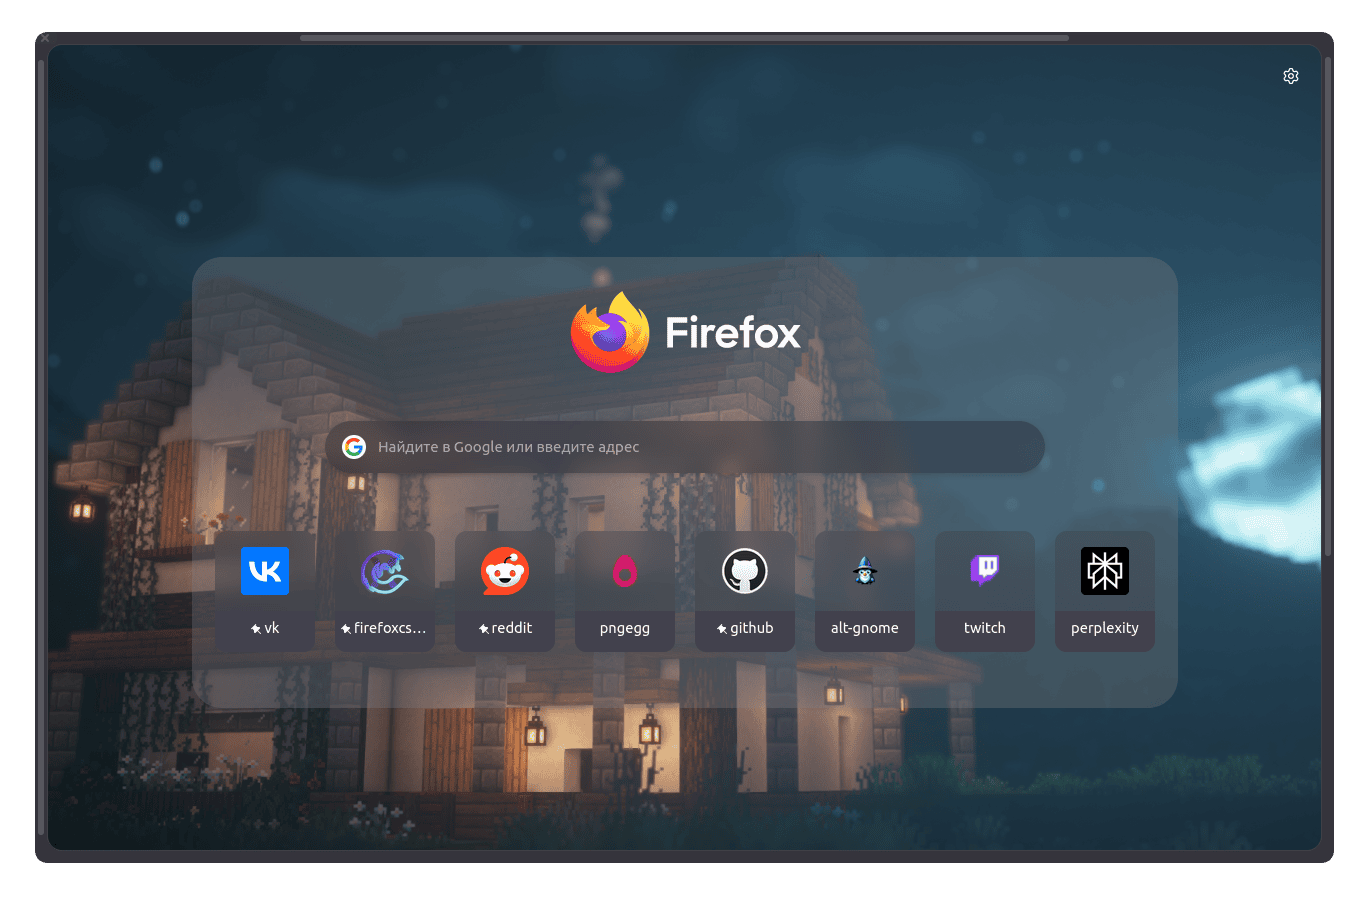 Firefox
Найдите в Google или введите адрес
vk
firefoxcs...
reddit
pngegg
github
alt-gnome
twitch
perplexity